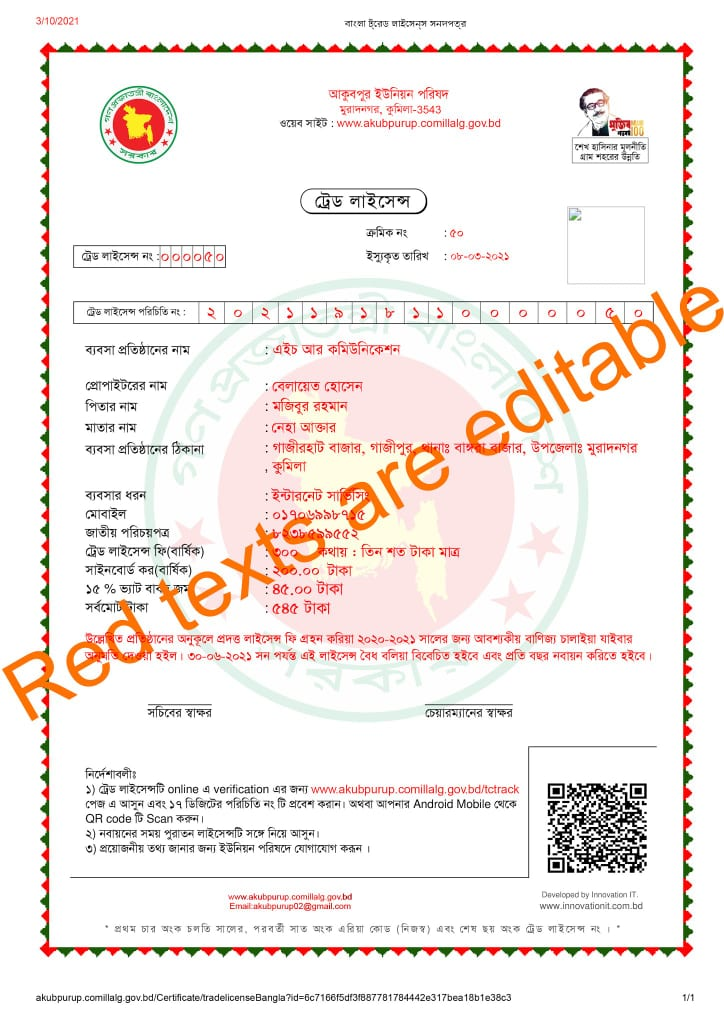 3/10/2021
বাংলা ট্রেড লাইসেন্স সনদপত্র
আকুবপুর ইউনিয়ন পরিষদ
মুরাদনগর, কুমিলা-3543
ওয়েব সাইট : www.akubpurup.comillalg.gov.bd
গণপ্রজাতন্ত্রী বাংলাদেশ
সরকার
মুজিব
শতবর্ষ
100
শেখ হাসিনার মূলনীতি
গ্রাম শহরের উন্নতি
ট্রেড লাইসেন্স
ক্রমিক নং : ৫০
ট্রেড লাইসেন্স নং : ০০০০৫০
ইস্যুকৃত তারিখ : ০৮-০৩-২০২১
ট্রেড লাইসেন্স পরিচিতি নং : ২ ০ ২ ১ ১ ৯ ১ ৮ ১ ১ ০ ০ ০ ০ ০ ৫ ০
ব্যবসা প্রতিষ্ঠানের নাম : এইচ আর কমিউনিকেশন
প্রোপাইটরের নাম : বেলায়েত হোসেন
পিতার নাম : মজিবুর রহমান
মাতার নাম : নেহা আক্তার
ব্যবসা প্রতিষ্ঠানের ঠিকানা : গাজীরহাট বাজার, গাজীপুর, থানাঃ বাঙ্গরা বাজার, উপজেলাঃ মুরাদনগর
, কুমিলা
ব্যবসার ধরন : ইন্টারনেট সার্ভিসিং
মোবাইল : ০১৭০৬৯৯৮৭১৫
জাতীয় পরিচয়পত্র : ৮২৩৮৫৯৯৫৫২
ট্রেড লাইসেন্স ফি(বার্ষিক) : ৩০০ কথায় : তিন শত টাকা মাত্র
সাইনবোর্ড কর(বার্ষিক) : ২০০.০০ টাকা
১৫ % ভ্যাট বাবদ জমা : ৪৫.০০ টাকা
সর্বমোট টাকা : ৫৪৫ টাকা
উল্লেখিত প্রতিষ্ঠানের অনুকূলে প্রদত্ত লাইসেন্স ফি গ্রহন করিয়া ২০২০-২০২১ সালের জন্য আবশ্যকীয় বাণিজ্য চালাইয়া যাইবার
অনুমতি দেওয়া হইল। ৩০-০৬-২০২১ সন পর্যন্ত এই লাইসেন্স বৈধ বলিয়া বিবেচিত হইবে এবং প্রতি বছর নবায়ন করিতে হইবে।
Red texts are editable
সচিবের স্বাক্ষর
চেয়ারম্যানের স্বাক্ষর
নির্দেশাবলীঃ
১) ট্রেড লাইসেন্সটি online এ verification এর জন্য www.akubpurup.comillalg.gov.bd/tctrack
পেজ এ আসুন এবং ১৭ ডিজিটের পরিচিতি নং টি প্রবেশ করান। অথবা আপনার Android Mobile থেকে
QR code টি Scan করুন।
২) নবায়নের সময় পুরাতন লাইসেন্সটি সঙ্গে নিয়ে আসুন।
৩) প্রয়োজনীয় তথ্য জানার জন্য ইউনিয়ন পরিষদে যোগাযোগ করূন ।
www.akubpurup.comillalg.gov.bd
Email:akubpurup02@gmail.com
Developed by Innovation IT.
www.innovationit.com.bd
* প্রথম চার অংক চলতি সালের, পরবর্তী সাত অংক এরিয়া কোড (নিজস্ব) এবং শেষ ছয় অংক ট্রেড লাইসেন্স নং । *
akubpurup.comillalg.gov.bd/Certificate/tradelicenseBangla?id=6c7166f5df3f887781784442e317bea18b1e38c3
1/1